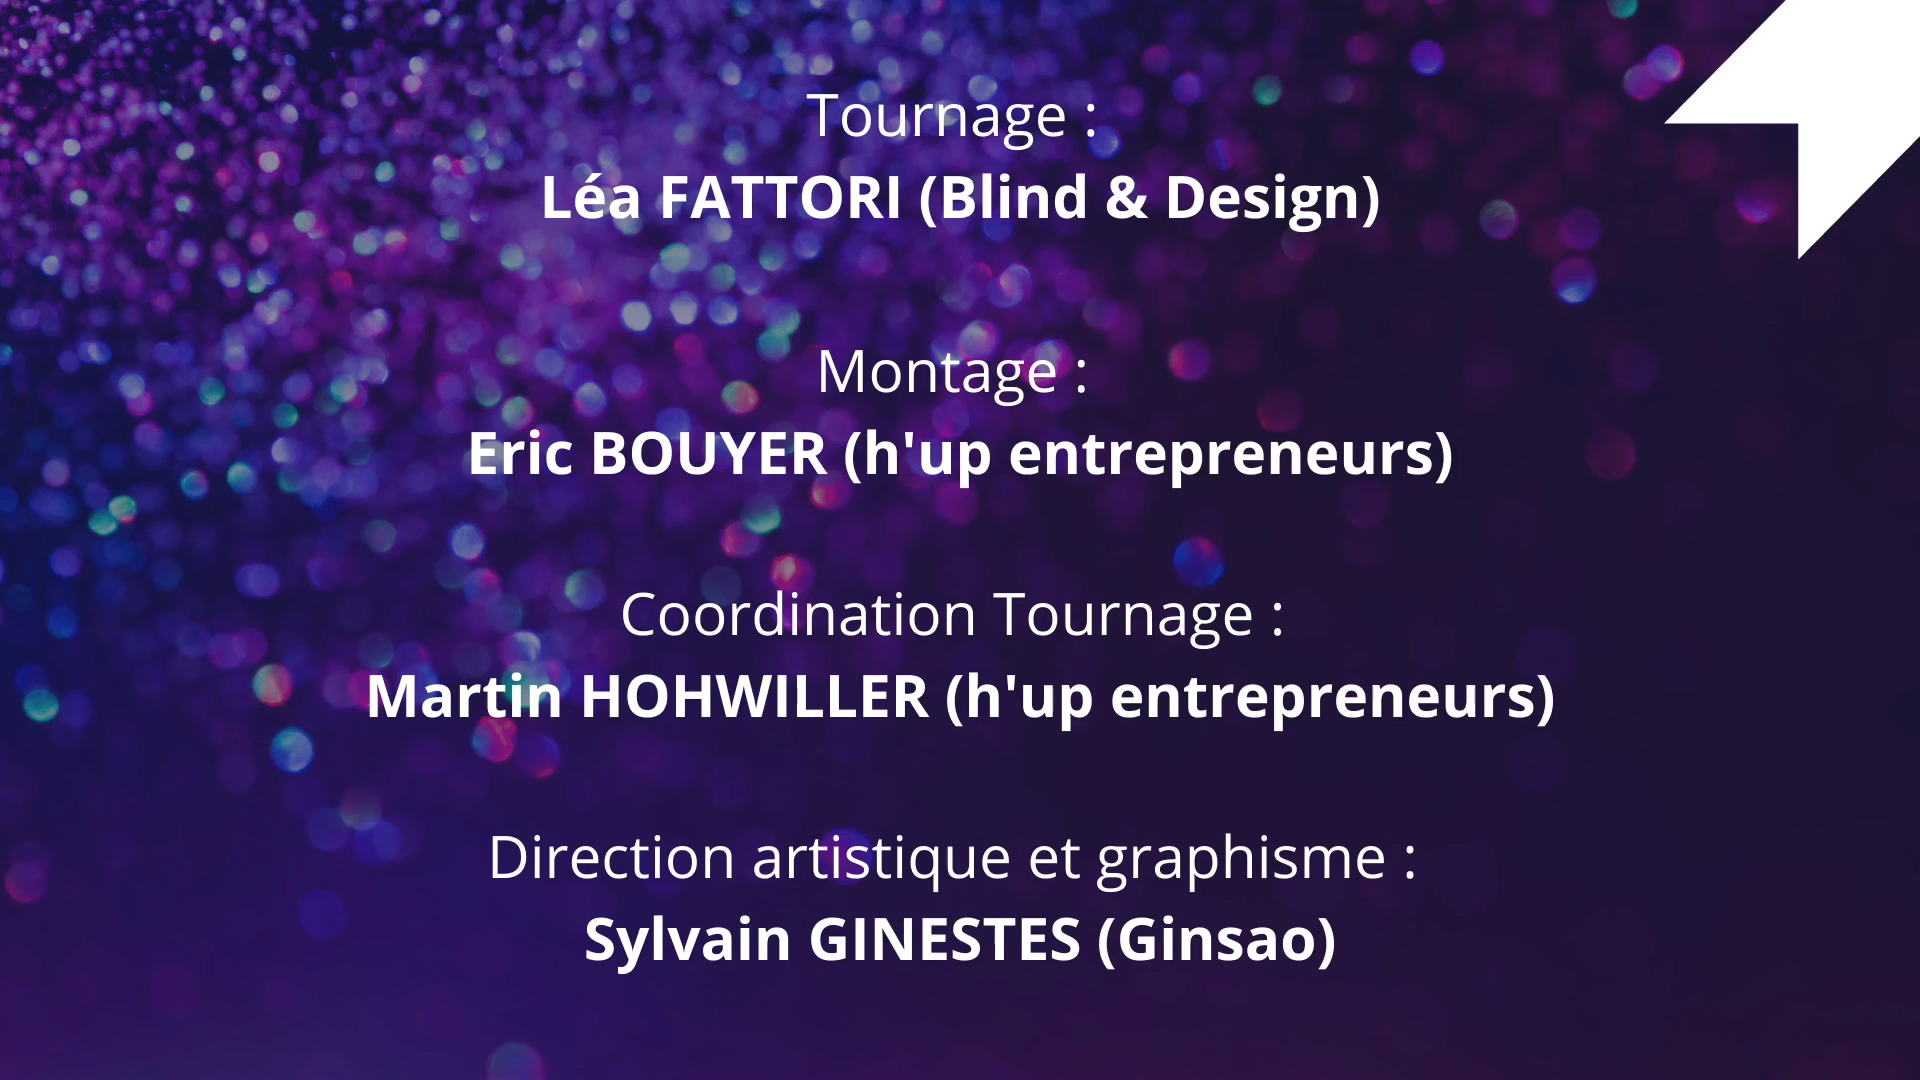 Tournage :
Léa FATTORI (Blind & Design)
Montage :
Eric BOUYER (h'up entrepreneurs)
Coordination Tournage :
Martin HOHWILLER (h'up entrepreneurs)
Direction artistique et graphisme :
Sylvain GINESTES (Ginsao)